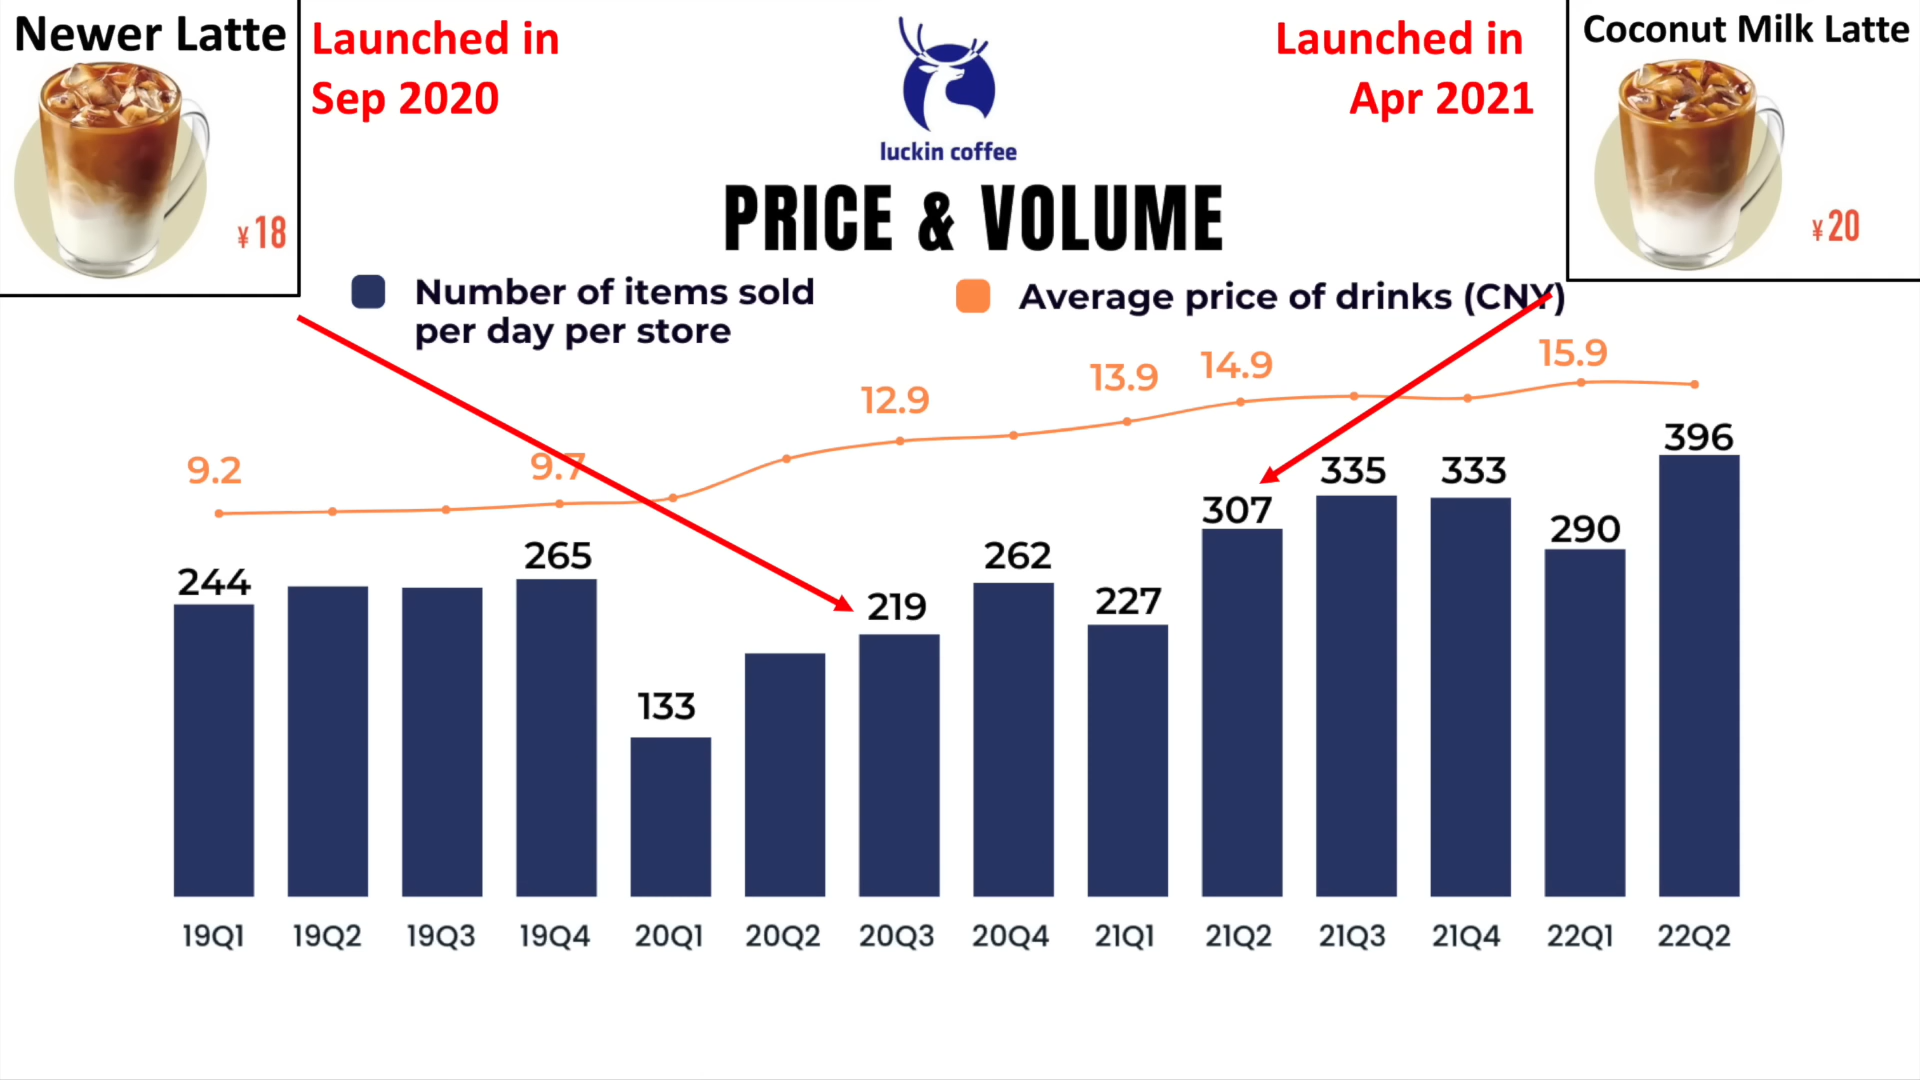 Newer Latte
¥18
Launched in
Sep 2020
luckin coffee
Launched in
Apr 2021
Coconut Milk Latte
¥20
PRICE & VOLUME
Number of items sold
per day per store
Average price of drinks (CNY)
9.2
9.7
12.9
13.9
14.9
15.9
244
265
133
219
262
227
307
335
333
290
396
19Q1
19Q2
19Q3
19Q4
20Q1
20Q2
20Q3
20Q4
21Q1
21Q2
21Q3
21Q4
22Q1
22Q2